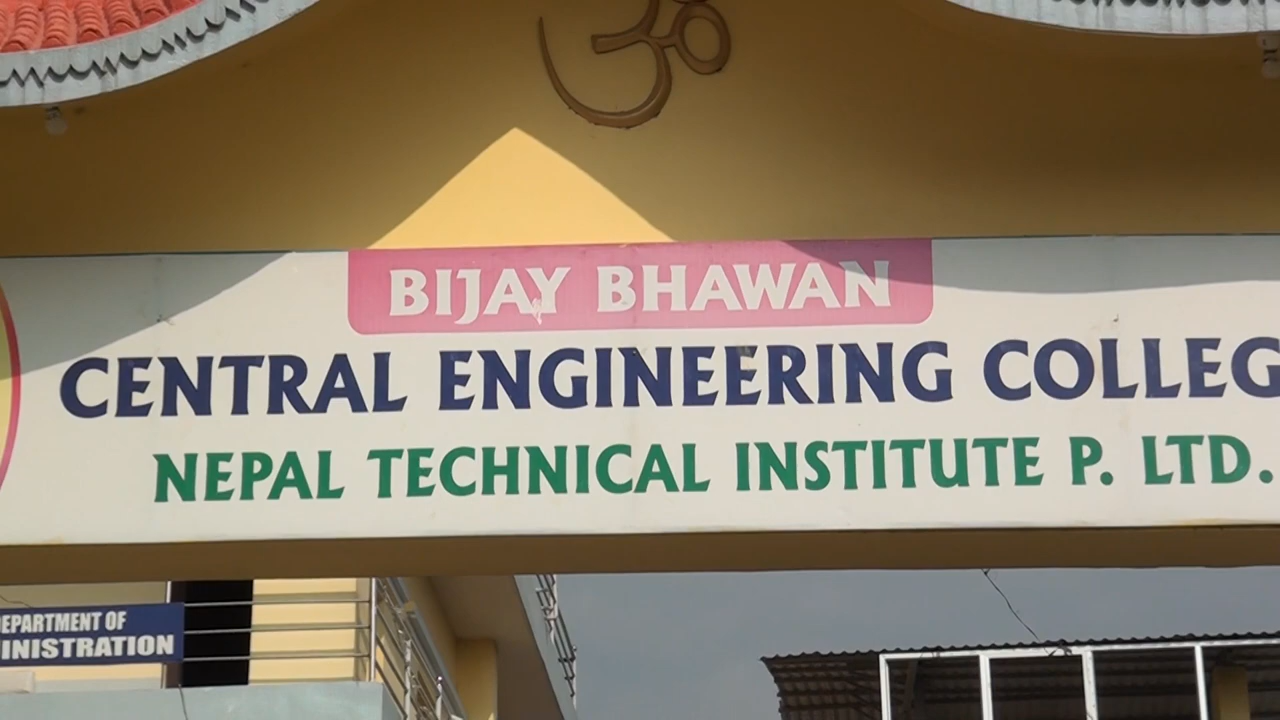 ॐ
BIJAY BHAWAN
CENTRAL ENGINEERING COLLEG
NEPAL TECHNICAL INSTITUTE P. LTD.
DEPARTMENT OF
INISTRATION